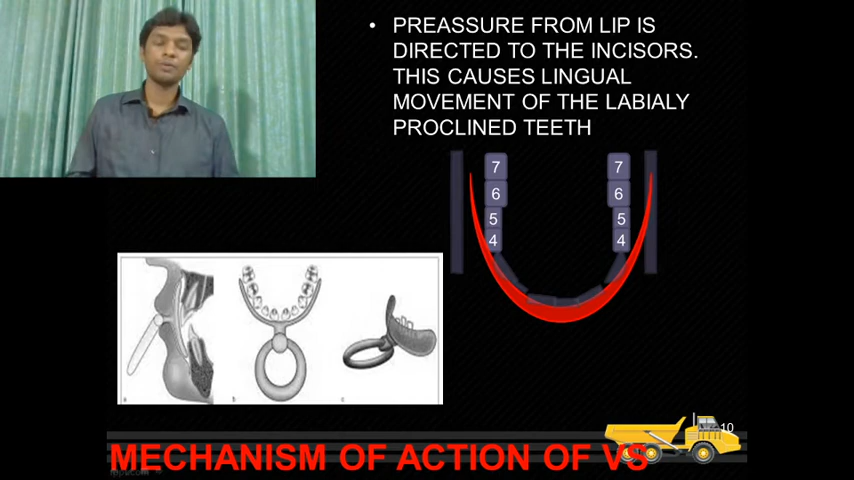 • PREASSURE FROM LIP IS
DIRECTED TO THE INCISORS.
THIS CAUSES LINGUAL
MOVEMENT OF THE LABIALY
PROCLINED TEETH
7 7
6 6
5 5
4 4
a b c
10
MECHANISM OF ACTION OF VS